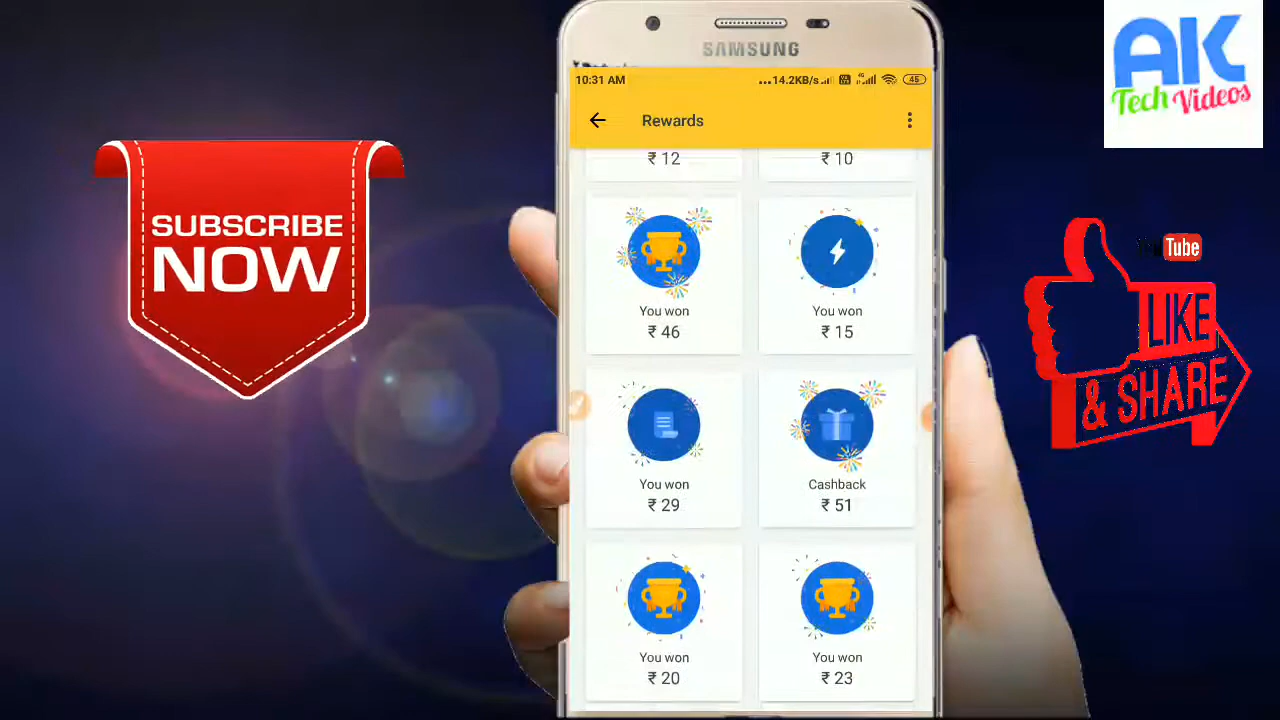 SAMSUNG
10:31 AM
...14.2KB/s
4G
45
Rewards
₹ 12
₹ 10
You won
₹ 46
You won
₹ 15
You won
₹ 29
Cashback
₹ 51
You won
₹ 20
You won
₹ 23
SUBSCRIBE
NOW
AK
Tech Videos
Tube
LIKE
& SHARE